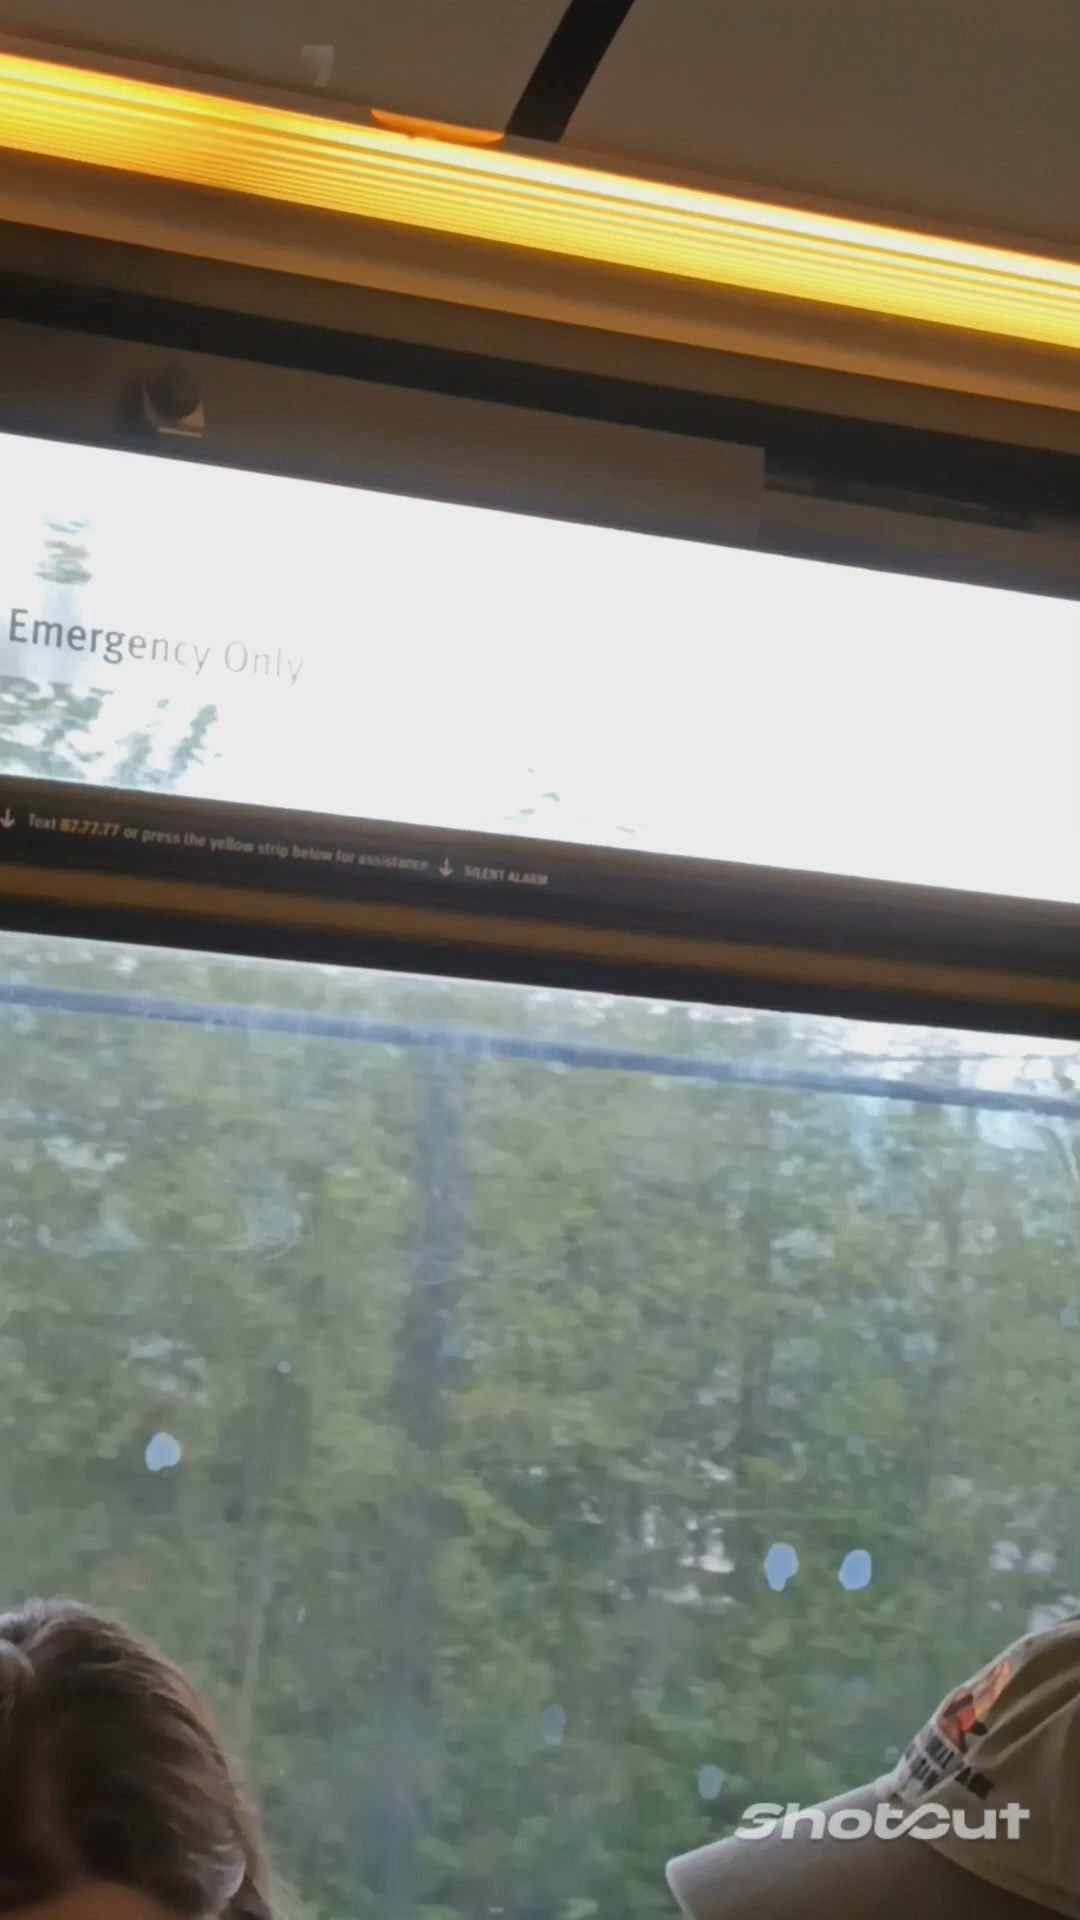 Emergency Only
↓ Text 87.77.77 or press the yellow strip below for assistance ↓ SILENT ALARM
ShotCut